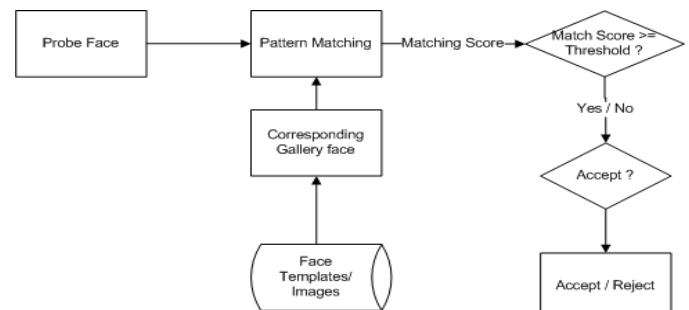 Probe Face
Pattern Matching
Matching Score
Match Score >=
Threshold ?
Yes / No
Corresponding
Gallery face
Accept ?
Face
Templates/
Images
Accept / Reject